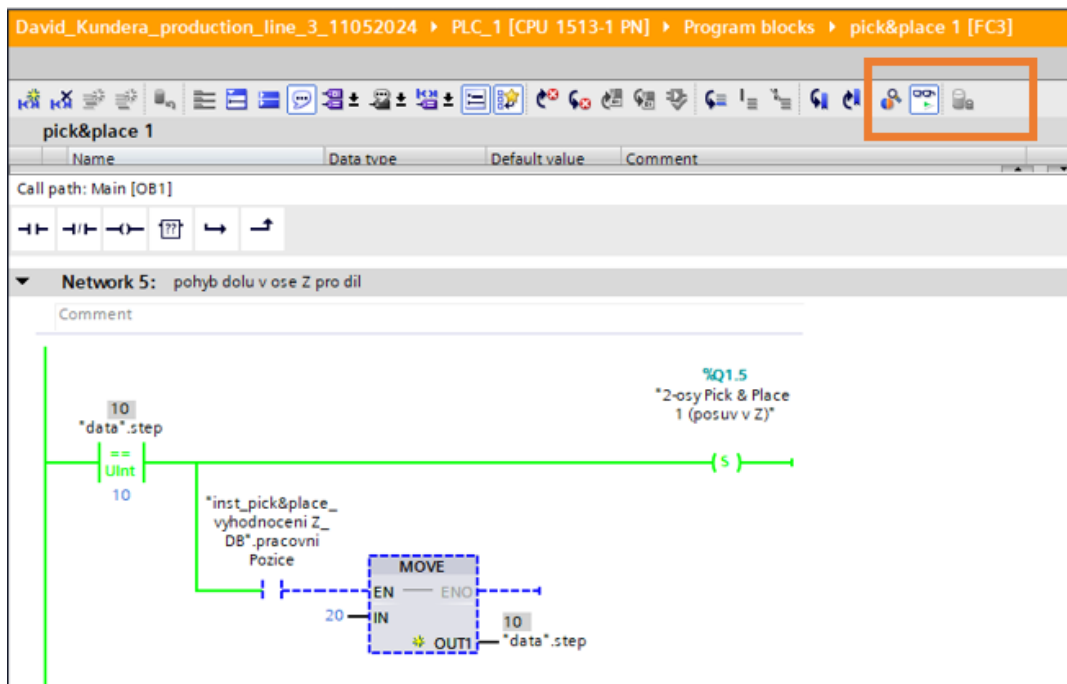 David_Kundera_production_line_3_11052024 ▸ PLC_1 [CPU 1513-1 PN] ▸ Program blocks ▸ pick&place 1 [FC3]
pick&place 1
Name Data type Default value Comment
Call path: Main [OB1]
??
Network 5: pohyb dolu v ose Z pro dil
Comment
%Q1.5
"2-osy Pick & Place
1 (posuv v Z)"
10
"data".step
==
UInt
10
S
"inst_pick&place_
vyhodnoceni Z_
DB".pracovni
Pozice
MOVE
EN ENO
20 IN
10
OUT1 "data".step